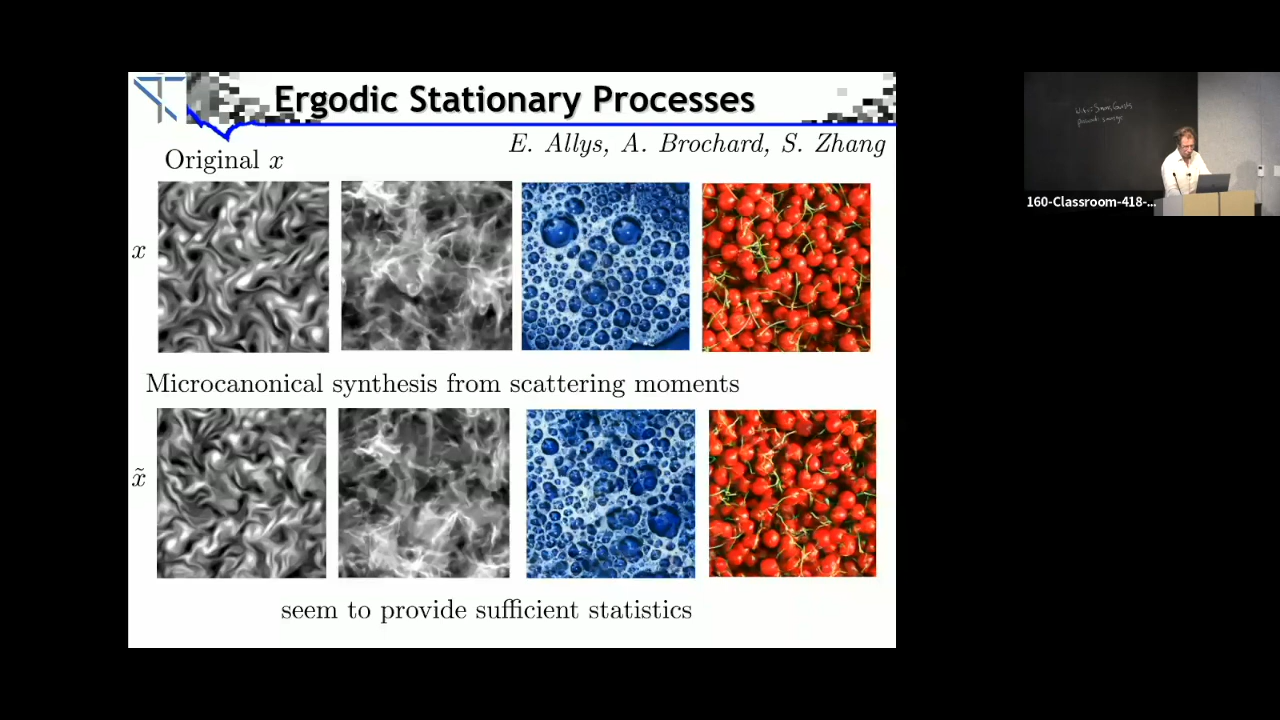 Ergodic Stationary Processes
E. Allys, A. Brochard, S. Zhang
Original x
x
Microcanonical synthesis from scattering moments
x̃
seem to provide sufficient statistics
160-Classroom-418-...